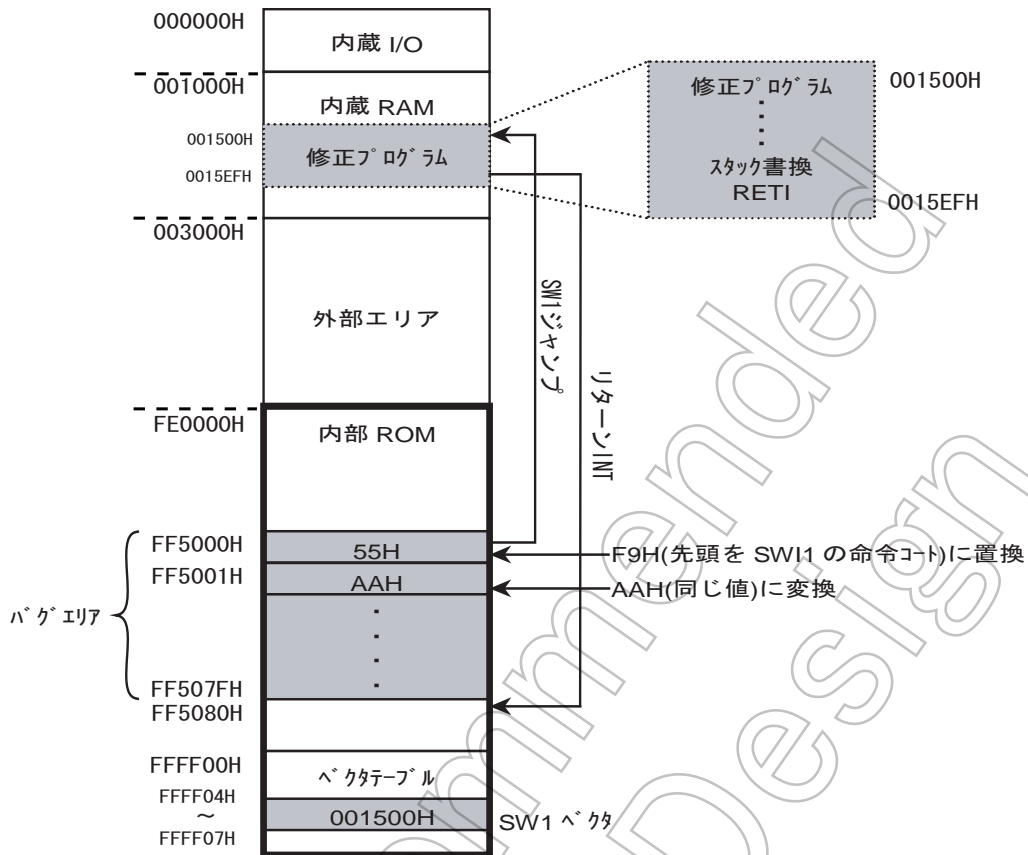 000000H
内蔵 I/O
001000H
内蔵 RAM
001500H
修正プログラム
0015EFH
修正プログラム
スタック書換
RETI
001500H
0015EFH
003000H
外部エリア
SW1ジャンプ
リターンINT
FE0000H
内部 ROM
バグエリア
FF5000H
55H
F9H(先頭を SWI1 の命令コート)に置換
FF5001H
AAH
AAH(同じ値)に変換
FF507FH
FF5080H
FFFF00H
ベクタテーブル
FFFF04H
～
FFFF07H
001500H
SW1 ベクタ
ommended
Design